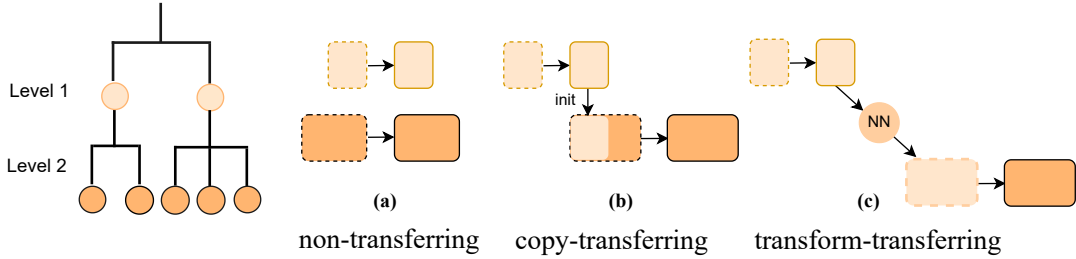 Level 1
Level 2
init
NN
(a)
(b)
(c)
non-transferring
copy-transferring
transform-transferring